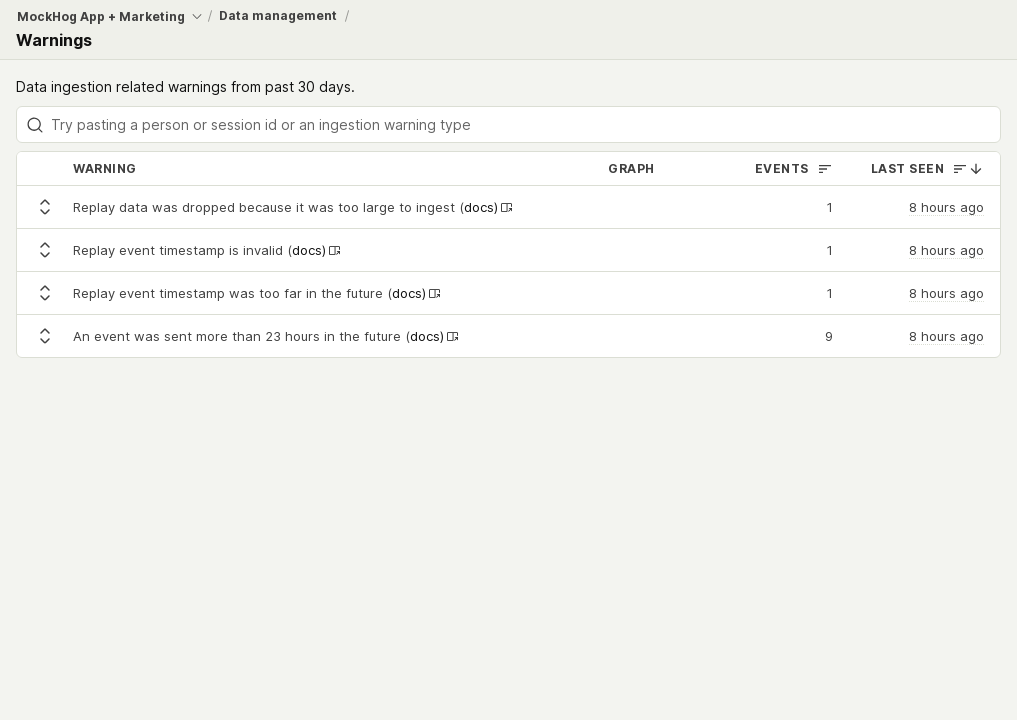 MockHog App + Marketing / Data management /
Warnings
Data ingestion related warnings from past 30 days.
Try pasting a person or session id or an ingestion warning type
WARNING GRAPH EVENTS LAST SEEN
Replay data was dropped because it was too large to ingest (docs) 1 8 hours ago
Replay event timestamp is invalid (docs) 1 8 hours ago
Replay event timestamp was too far in the future (docs) 1 8 hours ago
An event was sent more than 23 hours in the future (docs) 9 8 hours ago